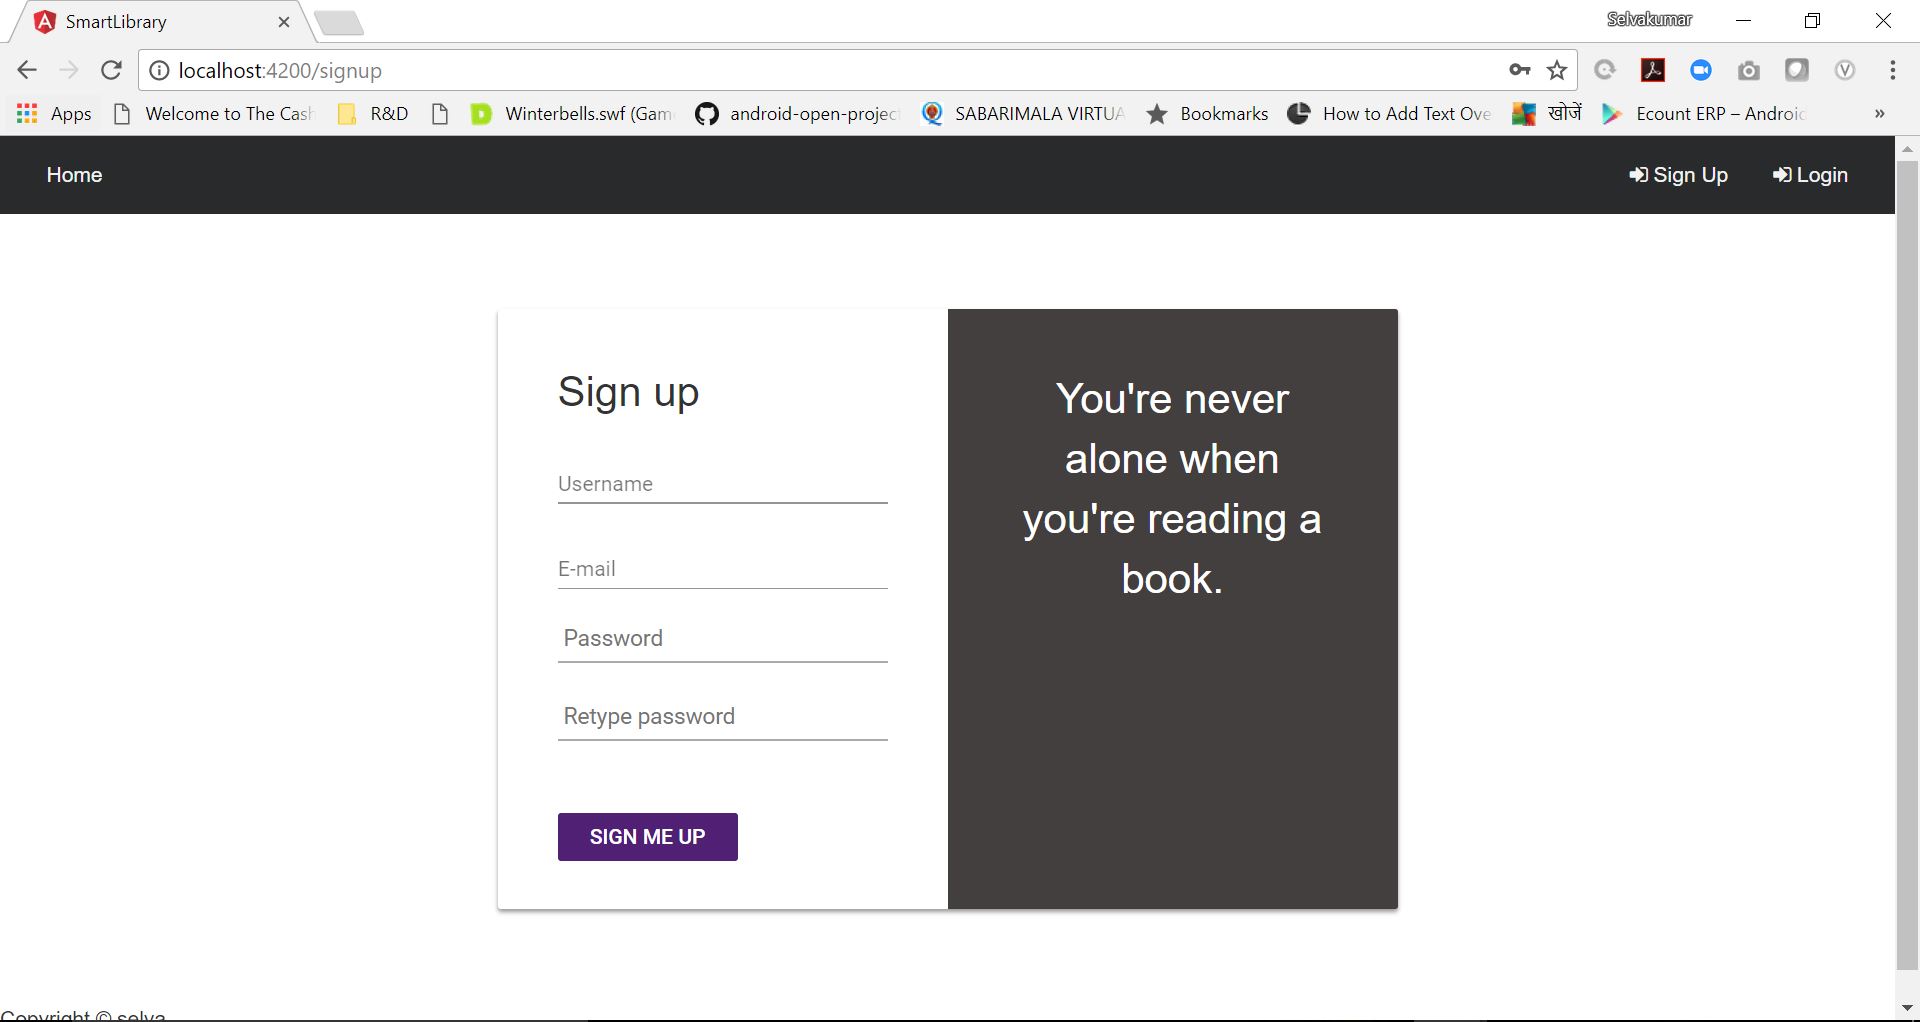 SmartLibrary
Selvakumar
localhost:4200/signup
Apps
Welcome to The Cash
R&D
Winterbells.swf (Gam
android-open-projec
SABARIMALA VIRTUA
Bookmarks
How to Add Text Ove
खोजें
Ecount ERP – Androic
»
Home
Sign Up
Login
Sign up
Username
E-mail
Password
Retype password
SIGN ME UP
You're never
alone when
you're reading a
book.
Copyright © selva